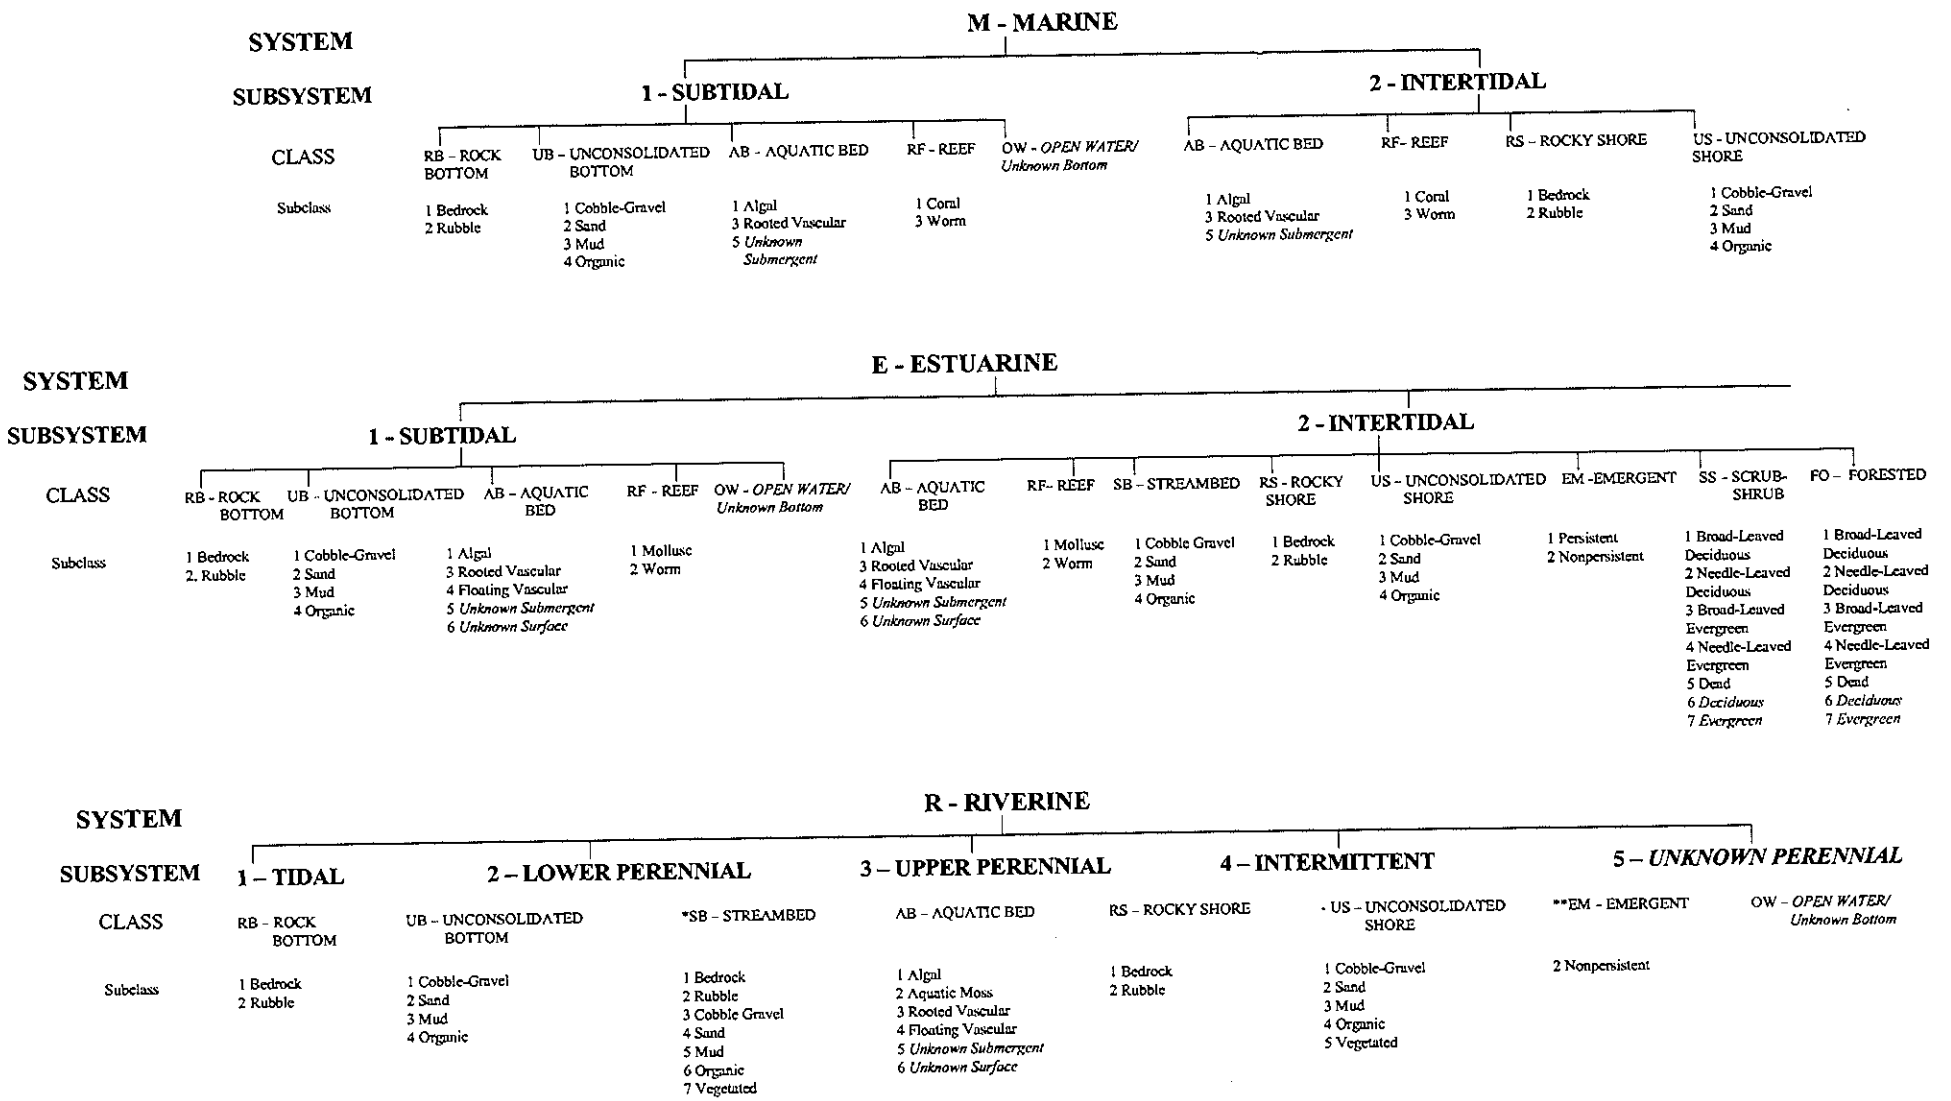 M - MARINE
SYSTEM
SUBSYSTEM
1 - SUBTIDAL
2 - INTERTIDAL
CLASS
RB – ROCK
BOTTOM
UB – UNCONSOLIDATED
BOTTOM
AB – AQUATIC BED
RF - REEF
OW - OPEN WATER/
Unknown Bottom
AB – AQUATIC BED
RF- REEF
RS - ROCKY SHORE
US - UNCONSOLIDATED
SHORE
Subclass
1 Bedrock
2 Rubble
1 Cobble-Gravel
2 Sand
3 Mud
4 Organic
1 Algal
3 Rooted Vascular
5 Unknown
Submergent
1 Coral
3 Worm
1 Algal
3 Rooted Vascular
5 Unknown Submergent
1 Coral
3 Worm
1 Bedrock
2 Rubble
1 Cobble-Gravel
2 Sand
3 Mud
4 Organic
E - ESTUARINE
SYSTEM
SUBSYSTEM
1 - SUBTIDAL
2 - INTERTIDAL
CLASS
RB - ROCK
BOTTOM
UB – UNCONSOLIDATED
BOTTOM
AB – AQUATIC
BED
RF - REEF
OW - OPEN WATER/
Unknown Bottom
AB – AQUATIC
BED
RF- REEF
SB – STREAMBED
RS - ROCKY
SHORE
US – UNCONSOLIDATED
SHORE
EM -EMERGENT
SS - SCRUB-
SHRUB
FO – FORESTED
Subclass
1 Bedrock
2. Rubble
1 Cobble-Gravel
2 Sand
3 Mud
4 Organic
1 Algal
3 Rooted Vascular
4 Floating Vascular
5 Unknown Submergent
6 Unknown Surface
1 Mollusc
2 Worm
1 Algal
3 Rooted Vascular
4 Floating Vascular
5 Unknown Submergent
6 Unknown Surface
1 Mollusc
2 Worm
1 Cobble Gravel
2 Sand
3 Mud
4 Organic
1 Bedrock
2 Rubble
1 Cobble-Gravel
2 Sand
3 Mud
4 Organic
1 Persistent
2 Nonpersistent
1 Broad-Leaved
Deciduous
2 Needle-Leaved
Deciduous
3 Broad-Leaved
Evergreen
4 Needle-Leaved
Evergreen
5 Dead
6 Deciduous
7 Evergreen
1 Broad-Leaved
Deciduous
2 Needle-Leaved
Deciduous
3 Broad-Leaved
Evergreen
4 Needle-Leaved
Evergreen
5 Dead
6 Deciduous
7 Evergreen
R - RIVERINE
SYSTEM
SUBSYSTEM
1 – TIDAL
2 – LOWER PERENNIAL
3 – UPPER PERENNIAL
4 – INTERMITTENT
5 – UNKNOWN PERENNIAL
CLASS
RB – ROCK
BOTTOM
UB – UNCONSOLIDATED
BOTTOM
*SB – STREAMBED
AB – AQUATIC BED
RS – ROCKY SHORE
- US – UNCONSOLIDATED
SHORE
**EM - EMERGENT
OW – OPEN WATER/
Unknown Bottom
Subclass
1 Bedrock
2 Rubble
1 Cobble-Gravel
2 Sand
3 Mud
4 Organic
1 Bedrock
2 Rubble
3 Cobble Gravel
4 Sand
5 Mud
6 Organic
7 Vegetated
1 Algal
2 Aquatic Moss
3 Rooted Vascular
4 Floating Vascular
5 Unknown Submergent
6 Unknown Surface
1 Bedrock
2 Rubble
1 Cobble-Gravel
2 Sand
3 Mud
4 Organic
5 Vegetated
2 Nonpersistent